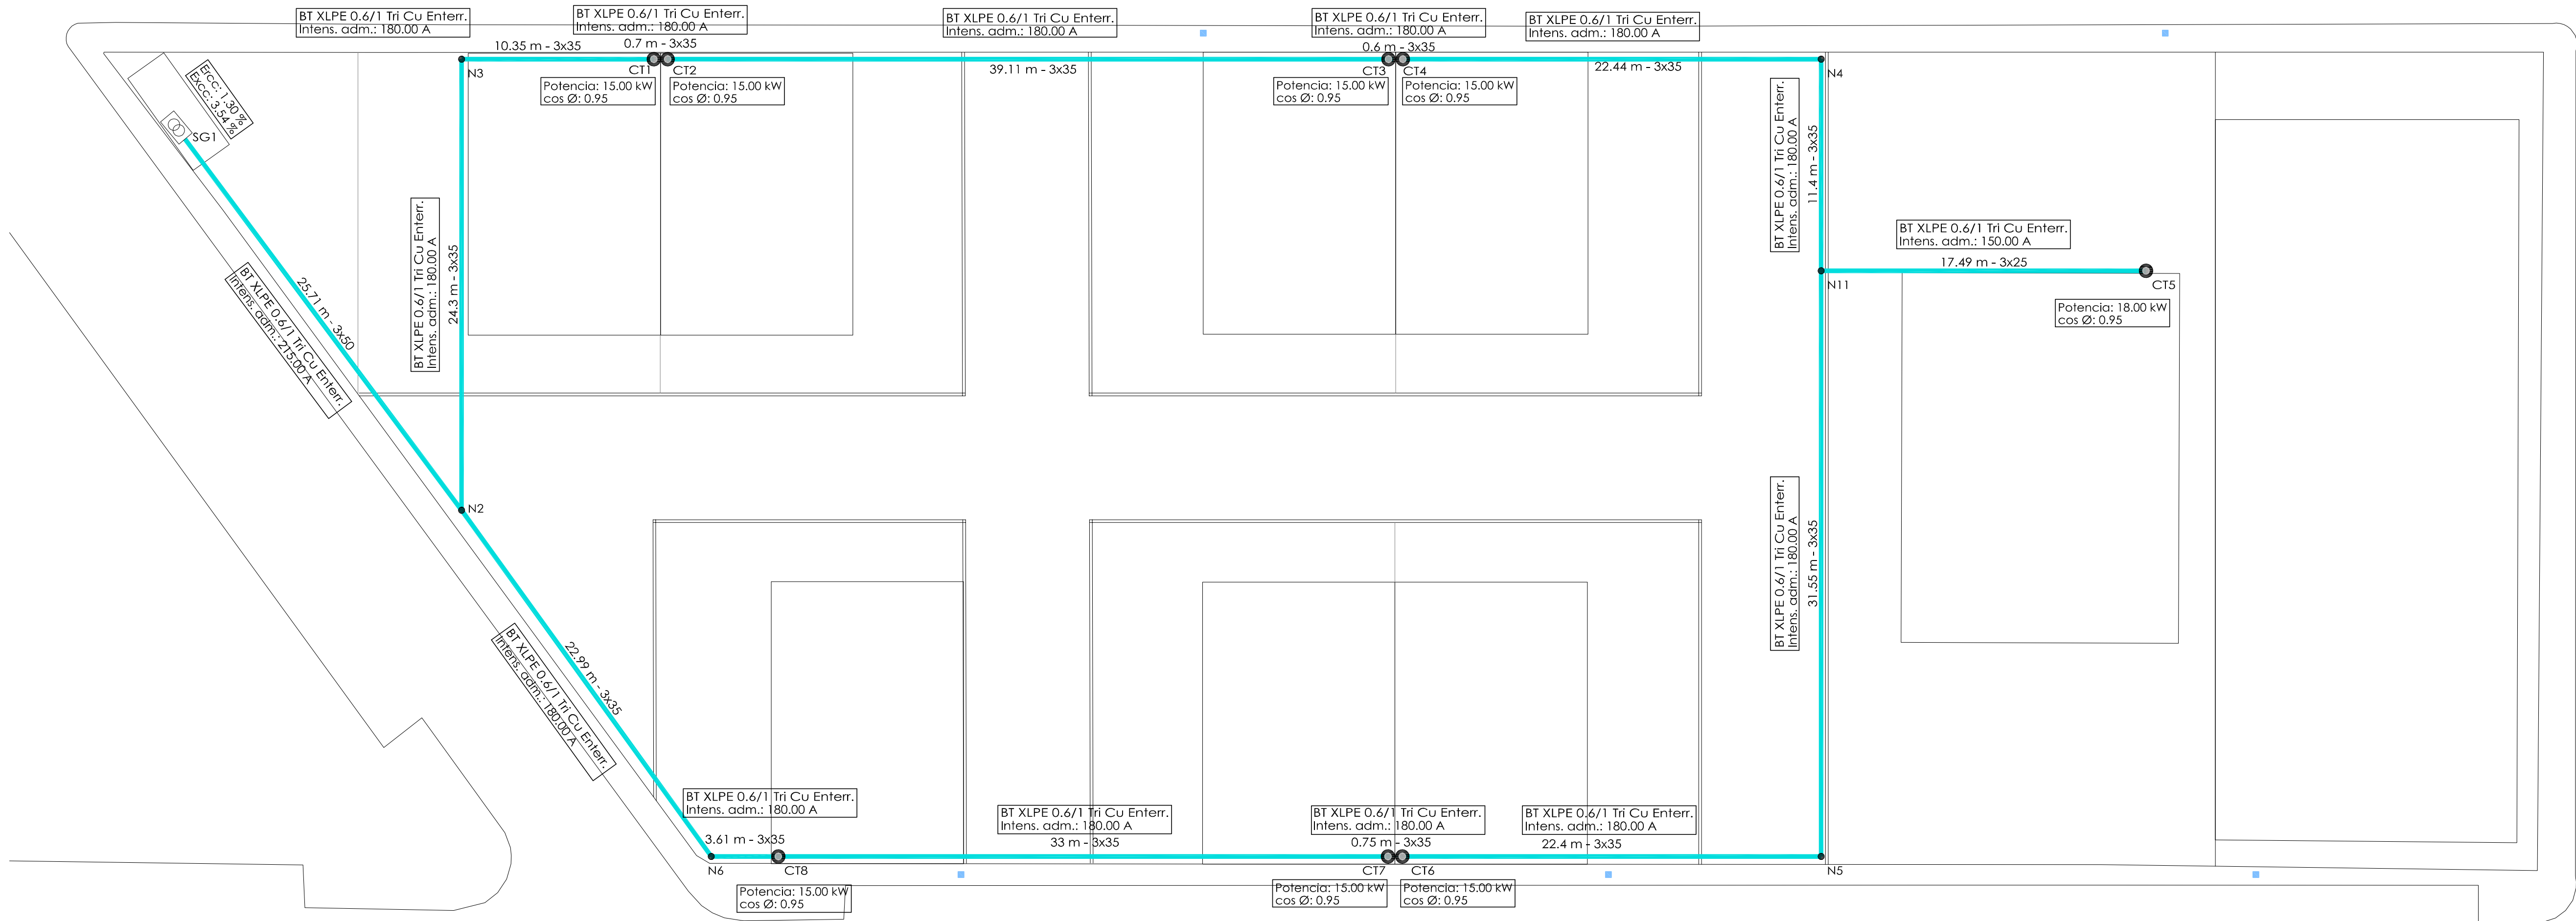 BT XLPE 0.6/1 Tri Cu Enterr.
Intens. adm.: 180.00 A
10.35 m - 3x35
BT XLPE 0.6/1 Tri Cu Enterr.
Intens. adm.: 180.00 A
0.7 m - 3x35
BT XLPE 0.6/1 Tri Cu Enterr.
Intens. adm.: 180.00 A
39.11 m - 3x35
BT XLPE 0.6/1 Tri Cu Enterr.
Intens. adm.: 180.00 A
0.6 m - 3x35
BT XLPE 0.6/1 Tri Cu Enterr.
Intens. adm.: 180.00 A
22.44 m - 3x35
N3
CT1
CT2
CT3
CT4
N4
Potencia: 15.00 kW
cos Ø: 0.95
Potencia: 15.00 kW
cos Ø: 0.95
Potencia: 15.00 kW
cos Ø: 0.95
Potencia: 15.00 kW
cos Ø: 0.95
Ercc: 1.30 %
Excc: 3.54 %
SG1
BT XLPE 0.6/1 Tri Cu Enterr.
Intens. adm.: 180.00 A
11.4 m - 3x35
BT XLPE 0.6/1 Tri Cu Enterr.
Intens. adm.: 150.00 A
17.49 m - 3x25
N11
CT5
Potencia: 18.00 kW
cos Ø: 0.95
BT XLPE 0.6/1 Tri Cu Enterr.
Intens. adm.: 180.00 A
24.3 m - 3x35
25.71 m - 3x50
BT XLPE 0.6/1 Tri Cu Enterr.
Intens. adm.: 215.00 A
N2
BT XLPE 0.6/1 Tri Cu Enterr.
Intens. adm.: 180.00 A
31.55 m - 3x35
22.99 m - 3x35
BT XLPE 0.6/1 Tri Cu Enterr.
Intens. adm.: 180.00 A
BT XLPE 0.6/1 Tri Cu Enterr.
Intens. adm.: 180.00 A
3.61 m - 3x35
BT XLPE 0.6/1 Tri Cu Enterr.
Intens. adm.: 180.00 A
33 m - 3x35
BT XLPE 0.6/1 Tri Cu Enterr.
Intens. adm.: 180.00 A
0.75 m - 3x35
BT XLPE 0.6/1 Tri Cu Enterr.
Intens. adm.: 180.00 A
22.4 m - 3x35
N6
CT8
CT7
CT6
N5
Potencia: 15.00 kW
cos Ø: 0.95
Potencia: 15.00 kW
cos Ø: 0.95
Potencia: 15.00 kW
cos Ø: 0.95